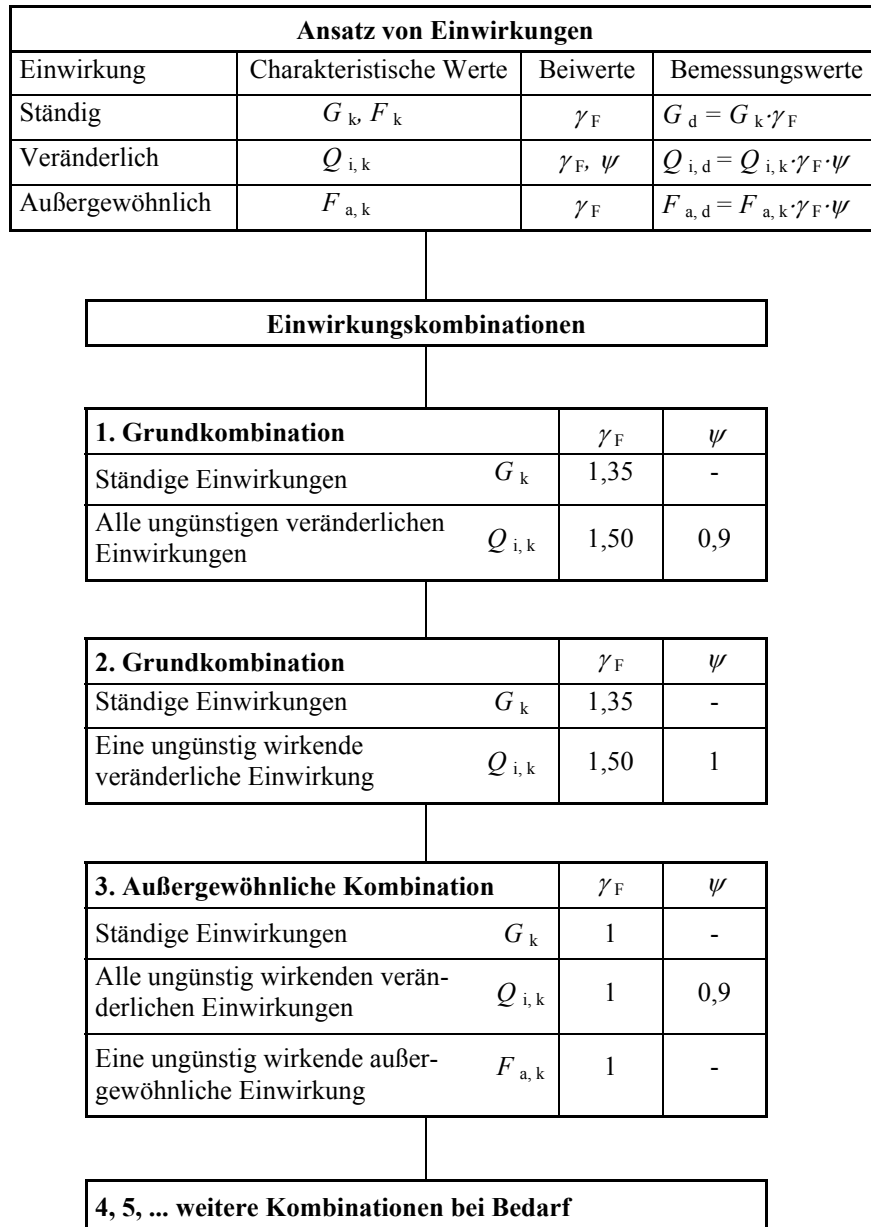 Ansatz von Einwirkungen
Einwirkung Charakteristische Werte Beiwerte Bemessungswerte
Ständig G k, F k γ F G d = G k·γ F
Veränderlich Q i, k γ F, ψ Q i, d = Q i, k·γ F·ψ
Außergewöhnlich F a, k γ F F a, d = F a, k·γ F·ψ
Einwirkungskombinationen
1. Grundkombination γ F ψ
Ständige Einwirkungen G k 1,35 -
Alle ungünstigen veränderlichen
Einwirkungen Q i, k 1,50 0,9
2. Grundkombination γ F ψ
Ständige Einwirkungen G k 1,35 -
Eine ungünstig wirkende
veränderliche Einwirkung Q i, k 1,50 1
3. Außergewöhnliche Kombination γ F ψ
Ständige Einwirkungen G k 1 -
Alle ungünstig wirkenden verän-
derlichen Einwirkungen Q i, k 1 0,9
Eine ungünstig wirkende außer-
gewöhnliche Einwirkung F a, k 1 -
4, 5, ... weitere Kombinationen bei Bedarf